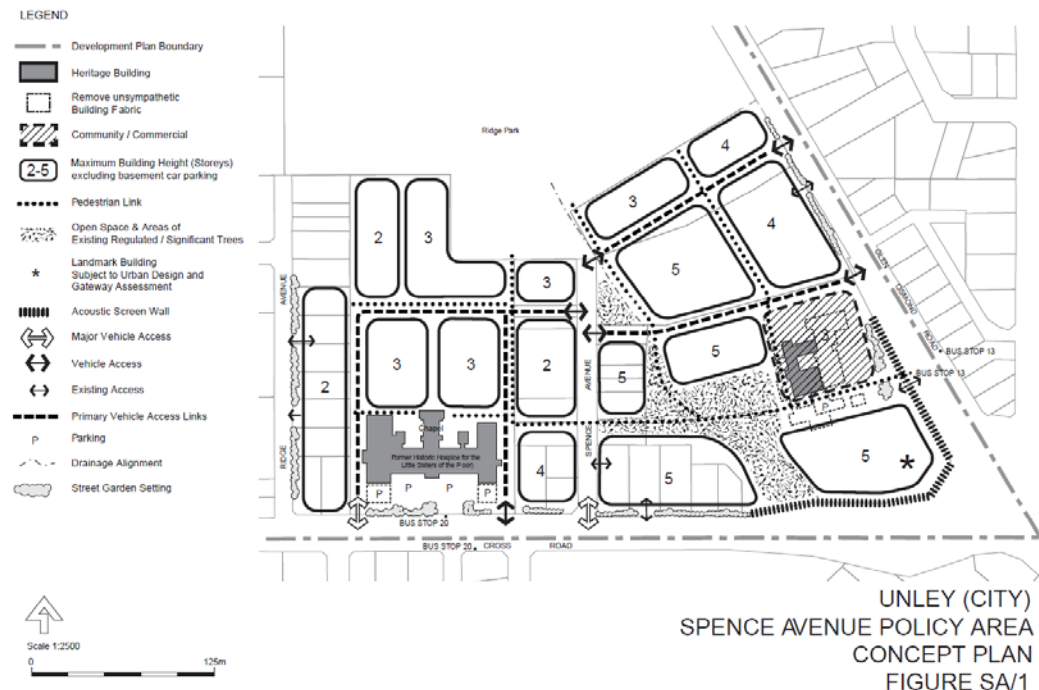 LEGEND
Development Plan Boundary
Heritage Building
Remove unsympathetic
Building Fabric
Community / Commercial
2-5
Maximum Building Height (Storeys)
excluding basement car parking
Pedestrian Link
Open Space & Areas of
Existing Regulated / Significant Trees
*
Landmark Building
Subject to Urban Design and
Gateway Assessment
Acoustic Screen Wall
Major Vehicle Access
Vehicle Access
Existing Access
Primary Vehicle Access Links
P
Parking
Drainage Alignment
Street Garden Setting
Ridge Park
4
3
4
2
3
5
3
3
5
2
3
3
2
5
Chapel
Former Historic Hospice for the
Little Sisters of the Poor
P
P
P
P
4
5
P
5
*
RIDGE
AVENUE
SPENCE
AVENUE
GLEN
OSMOND
ROAD
BUS STOP 13
BUS STOP 13
BUS STOP 20
BUS STOP 20
CROSS
ROAD
Scale 1:2500
0
125m
UNLEY (CITY)
SPENCE AVENUE POLICY AREA
CONCEPT PLAN
FIGURE SA/1